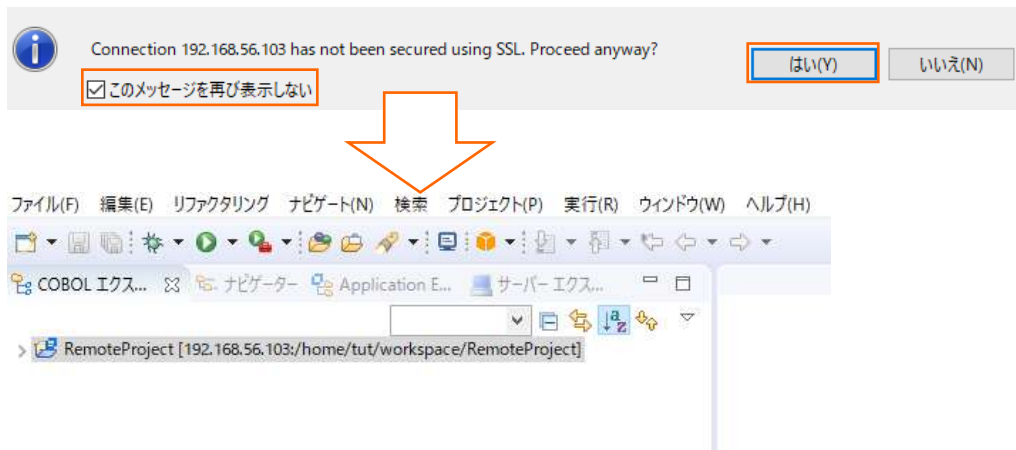 Connection 192.168.56.103 has not been secured using SSL. Proceed anyway?
はい(Y)
いいえ(N)
このメッセージを再び表示しない
ファイル(F) 編集(E) リファクタリング ナビゲート(N) 検索 プロジェクト(P) 実行(R) ウィンドウ(W) ヘルプ(H)
COBOL エクス... ナビゲーター Application E... サーバー エクス...
RemoteProject [192.168.56.103:/home/tut/workspace/RemoteProject]